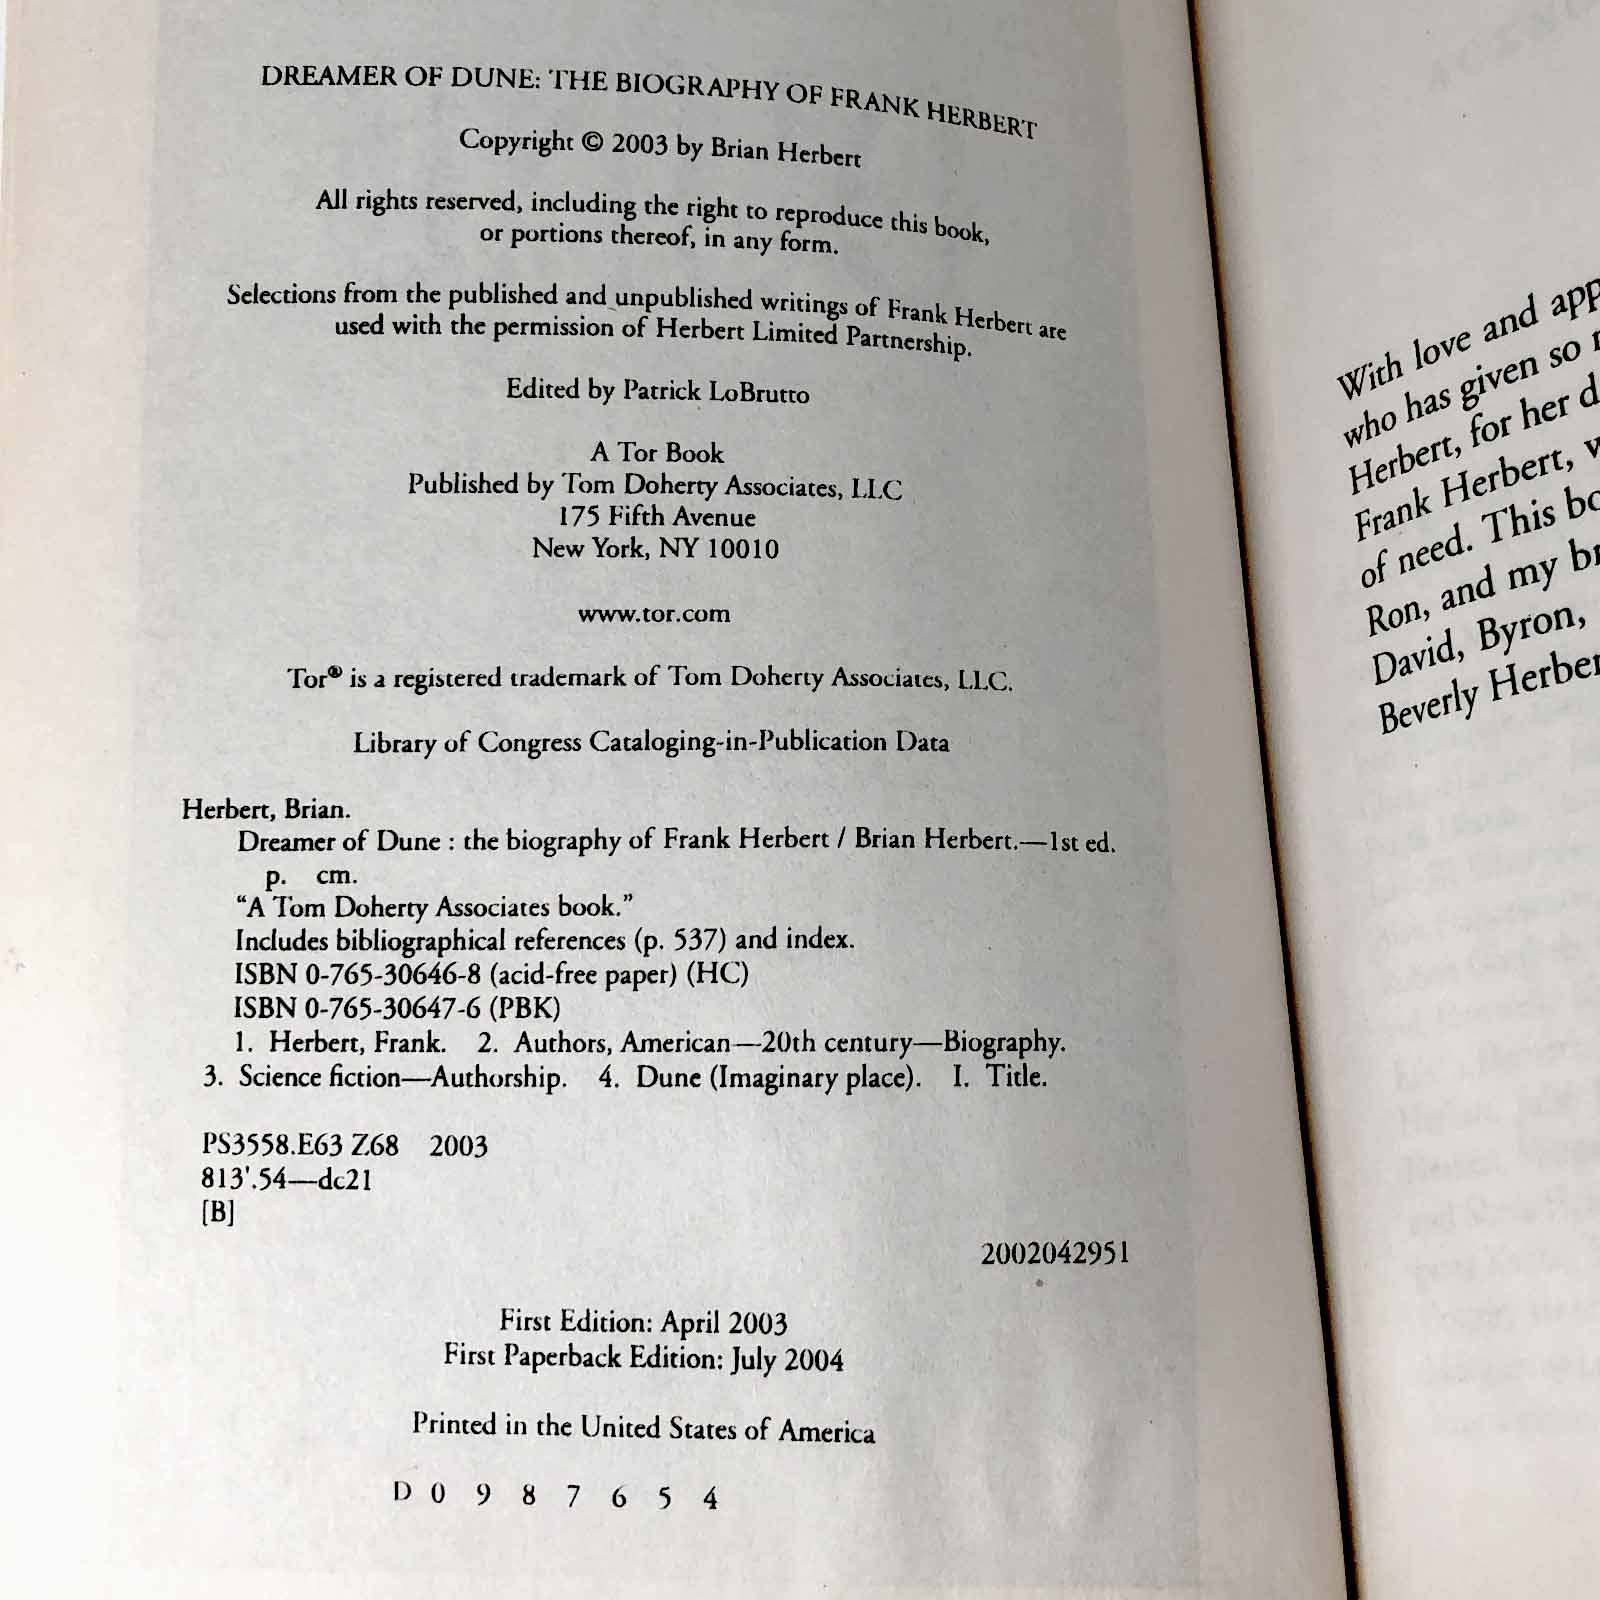 DREAMER OF DUNE: THE BIOGRAPHY OF FRANK HERBERT
Copyright © 2003 by Brian Herbert
All rights reserved, including the right to reproduce this book,
or portions thereof, in any form.
Selections from the published and unpublished writings of Frank Herbert are
used with the permission of Herbert Limited Partnership.
Edited by Patrick LoBrutto
A Tor Book
Published by Tom Doherty Associates, LLC
175 Fifth Avenue
New York, NY 10010
www.tor.com
Tor® is a registered trademark of Tom Doherty Associates, LLC.
Library of Congress Cataloging-in-Publication Data
Herbert, Brian.
Dreamer of Dune : the biography of Frank Herbert / Brian Herbert.—1st ed.
p. cm.
“A Tom Doherty Associates book.”
Includes bibliographical references (p. 537) and index.
ISBN 0-765-30646-8 (acid-free paper) (HC)
ISBN 0-765-30647-6 (PBK)
1. Herbert, Frank. 2. Authors, American—20th century—Biography.
3. Science fiction—Authorship. 4. Dune (Imaginary place). I. Title.
PS3558.E63 Z68 2003
813'.54—dc21
[B]
2002042951
First Edition: April 2003
First Paperback Edition: July 2004
Printed in the United States of America
D 0 9 8 7 6 5 4
With love and app
who has given so
Herbert, for her d
Frank Herbert,
of need. This bo
Ron, and my br
David, Byron,
Beverly Herber